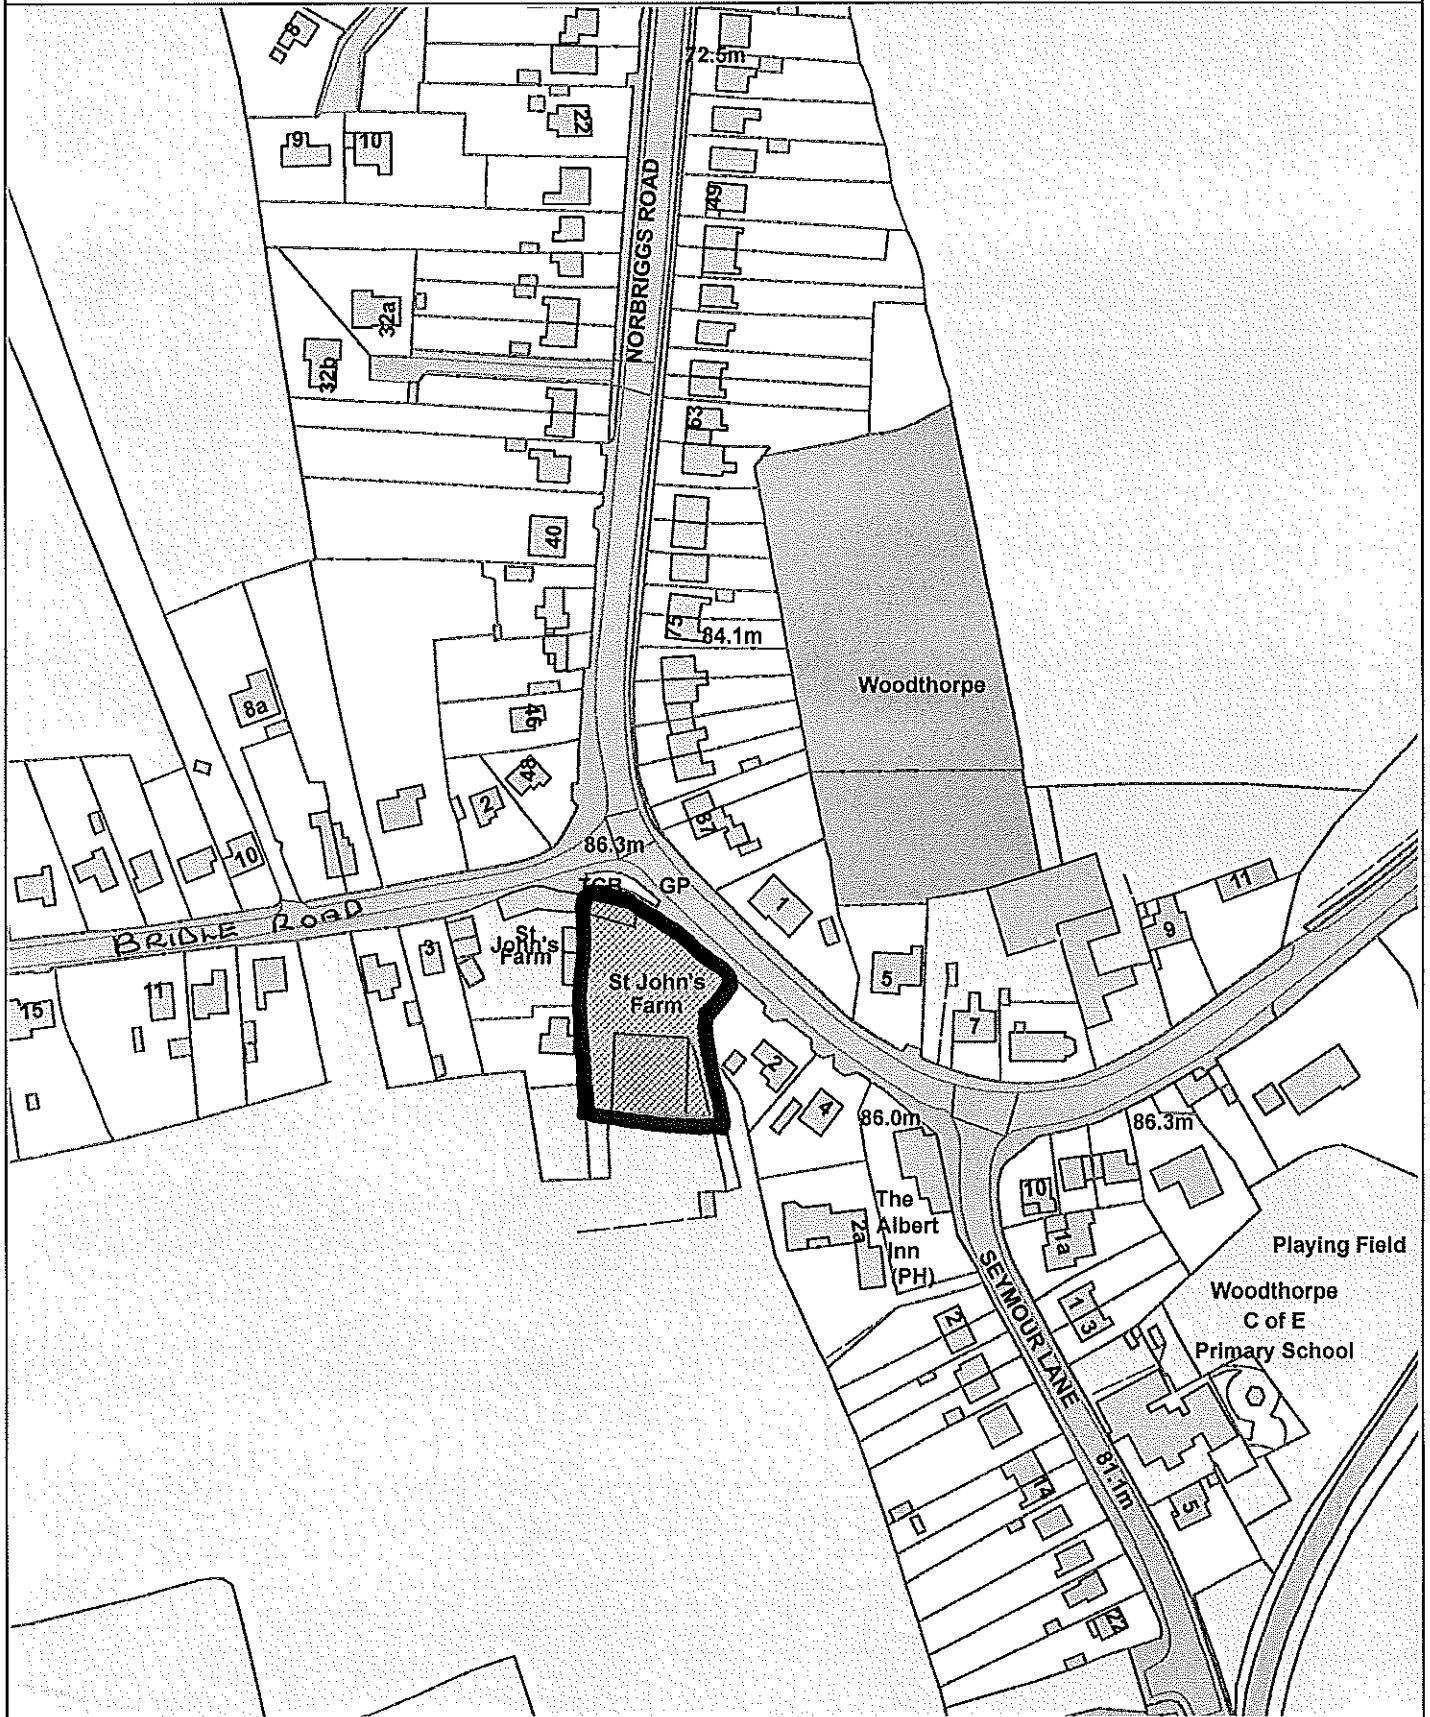 8
72.5m
22
9
10
49
NORBRIGGS ROAD
32a
32b
63
40
75
84.1m
Woodthorpe
8a
46
48
2
87
10
86.3m
TCB
GP
1
11
BRIDLE ROAD
St
John's
Farm
3
9
5
St John's
Farm
11
15
7
2
4
86.0m
86.3m
10
The
Albert
Inn
(PH)
2a
1a
Playing Field
SEYMOUR LANE
Woodthorpe
C of E
Primary School
1
3
2
14
81.1m
5
22